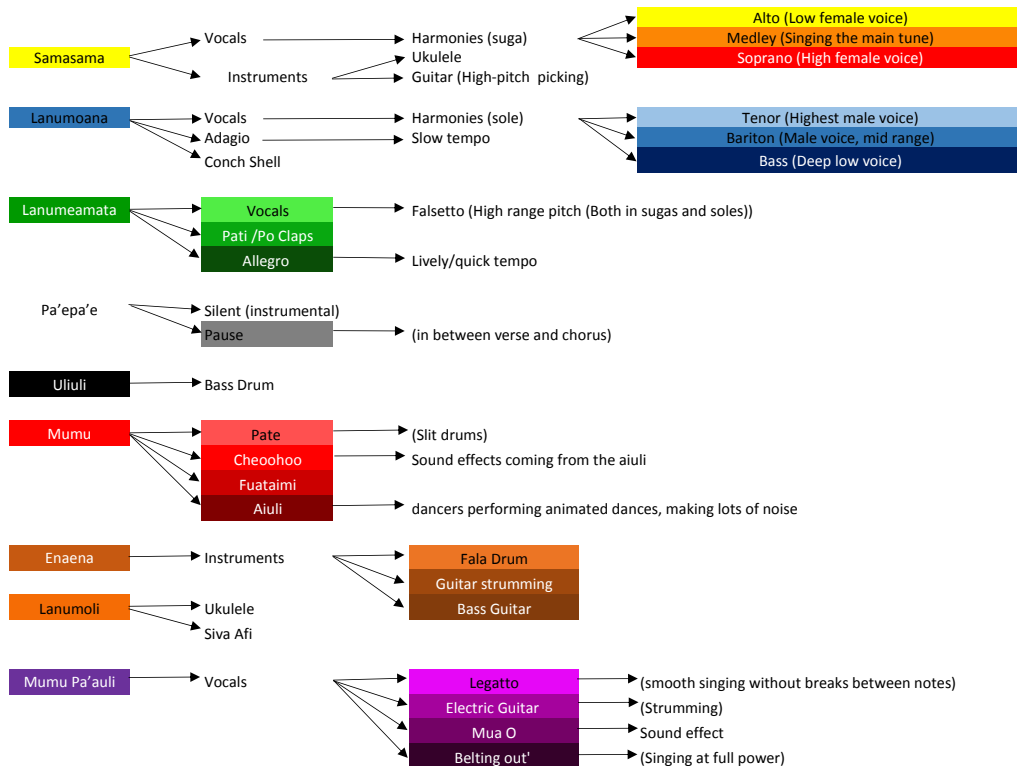 Alto (Low female voice)
Vocals Harmonies (suga) Medley (Singing the main tune)
Samasama Ukulele Soprano (High female voice)
Instruments Guitar (High-pitch picking)
Lanumoana Vocals Harmonies (sole) Tenor (Highest male voice)
Adagio Slow tempo Bariton (Male voice, mid range)
Conch Shell Bass (Deep low voice)
Lanumeamata Vocals Falsetto (High range pitch (Both in sugas and soles))
Pati /Po Claps
Allegro Lively/quick tempo
Pa’epa’e Silent (instrumental)
Pause (in between verse and chorus)
Uliuli Bass Drum
Mumu Pate (Slit drums)
Cheoohoo Sound effects coming from the aiuli
Fuataimi
Aiuli dancers performing animated dances, making lots of noise
Enaena Instruments Fala Drum
Guitar strumming
Lanumoli Ukulele Bass Guitar
Siva Afi
Mumu Pa’auli Vocals Legatto (smooth singing without breaks between notes)
Electric Guitar (Strumming)
Mua O Sound effect
Belting out' (Singing at full power)